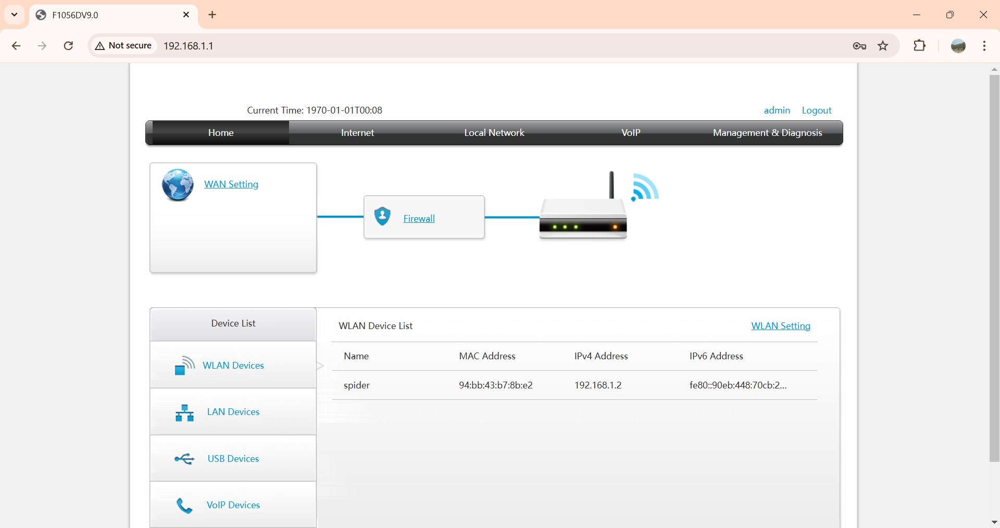 F1056DV9.0
Not secure
192.168.1.1
Current Time: 1970-01-01T00:08
admin Logout
Home Internet Local Network VoIP Management & Diagnosis
WAN Setting
Firewall
Device List
WLAN Devices
LAN Devices
USB Devices
VoIP Devices
WLAN Device List WLAN Setting
Name MAC Address IPv4 Address IPv6 Address
spider 94:bb:43:b7:8b:e2 192.168.1.2 fe80::90eb:448:70cb:2...